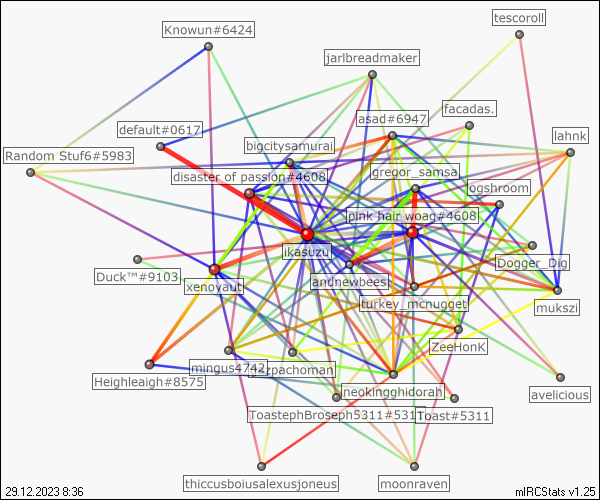 tescoroll
Knowun#6424
jarlbreadmaker
facadas.
asad#6947
default#0617
lahnk
bigcitysamurai
Random Stuf6#5983
gregor_samsa
disaster of passion#4608
ogshroom
pink hair woag#4608
ikasuzu
Dogger_Dig
Duck™#9103
andnewbees
xenoyaut
turkey_mcnugget
mukszi
ZeeHonk
mingus4742
zpachoman
Heighleaigh#8575
neokingghidorah
avelicious
ToastephBroseph5311#531
Toast#5311
thiccusboiusalexusjoneus
moonraven
29.12.2023 8:36
mIRCStats v1.25